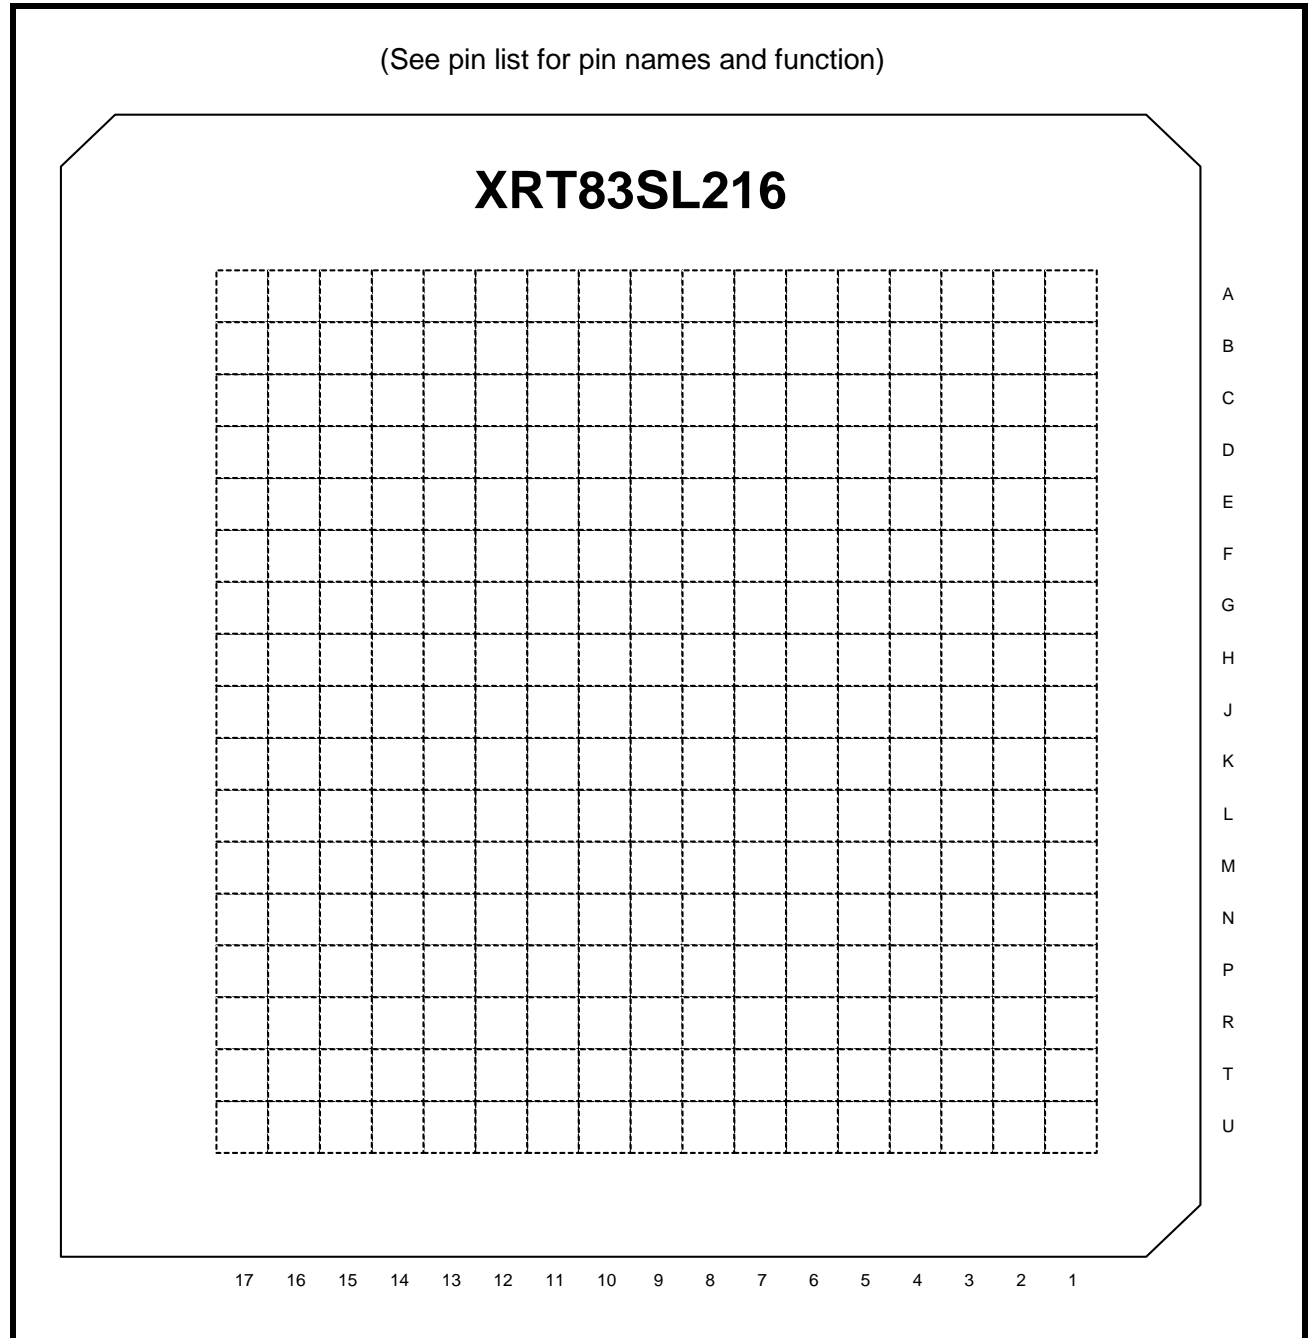 (See pin list for pin names and function)
XRT83SL216
A
B
C
D
E
F
G
H
J
K
L
M
N
P
R
T
U
17 16 15 14 13 12 11 10 9 8 7 6 5 4 3 2 1